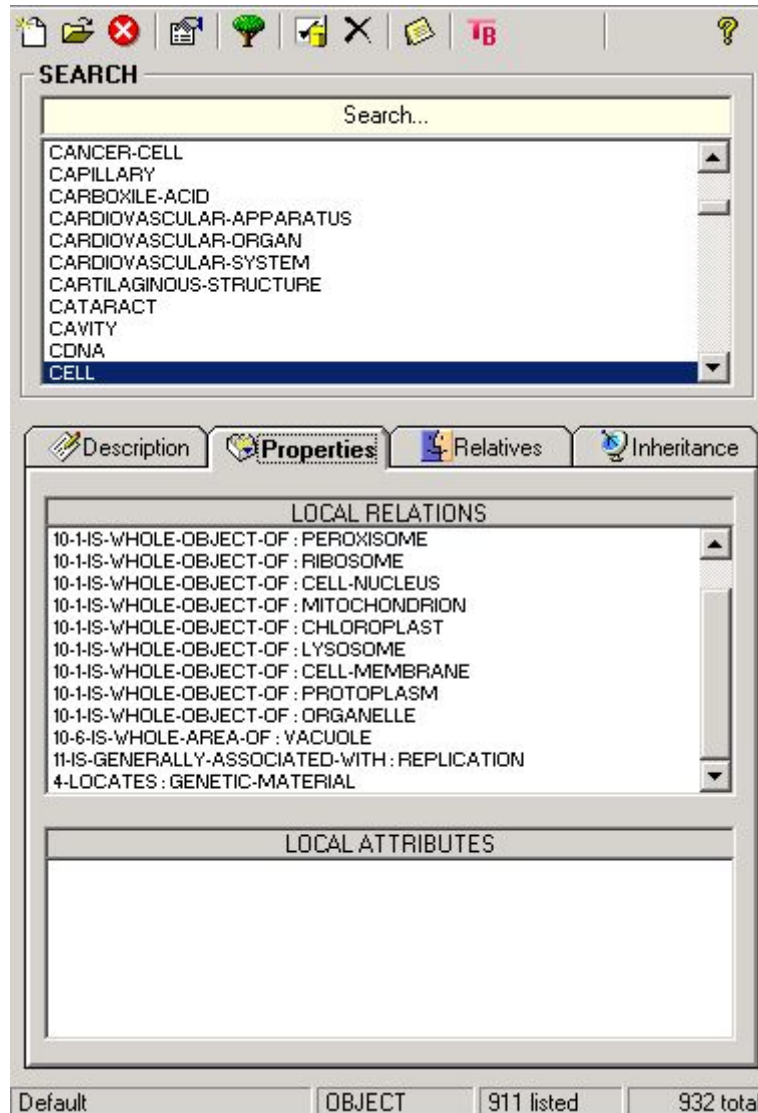 TB
?
SEARCH
Search...
CANCER-CELL
CAPILLARY
CARBOXILE-ACID
CARDIOVASCULAR-APPARATUS
CARDIOVASCULAR-ORGAN
CARDIOVASCULAR-SYSTEM
CARTILAGINOUS-STRUCTURE
CATARACT
CAVITY
CDNA
CELL
Description Properties Relatives Inheritance
LOCAL RELATIONS
10-1-IS-WHOLE-OBJECT-OF : PEROXISOME
10-1-IS-WHOLE-OBJECT-OF : RIBOSOME
10-1-IS-WHOLE-OBJECT-OF : CELL-NUCLEUS
10-1-IS-WHOLE-OBJECT-OF : MITOCHONDRION
10-1-IS-WHOLE-OBJECT-OF : CHLOROPLAST
10-1-IS-WHOLE-OBJECT-OF : LYSOSOME
10-1-IS-WHOLE-OBJECT-OF : CELL-MEMBRANE
10-1-IS-WHOLE-OBJECT-OF : PROTOPLASM
10-1-IS-WHOLE-OBJECT-OF : ORGANELLE
10-6-IS-WHOLE-AREA-OF : VACUOLE
11-IS-GENERALLY-ASSOCIATED-WITH : REPLICATION
4-LOCATES : GENETIC-MATERIAL
LOCAL ATTRIBUTES
Default OBJECT 911 listed 932 tota